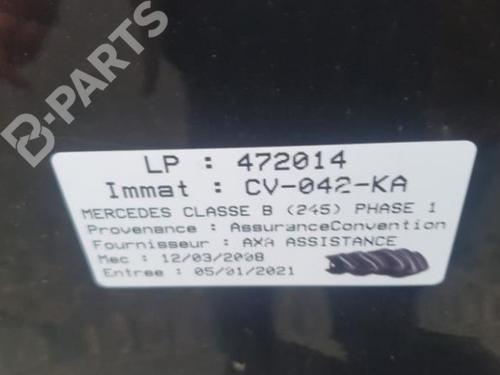 B-PARTS
LP : 472014
Immat : CV-042-KA
MERCEDES CLASSE B (245) PHASE 1
Provenance : AssuranceConvention
Fournisseur : AXA ASSISTANCE
Mec : 12/03/2008
Entree : 05/01/2021